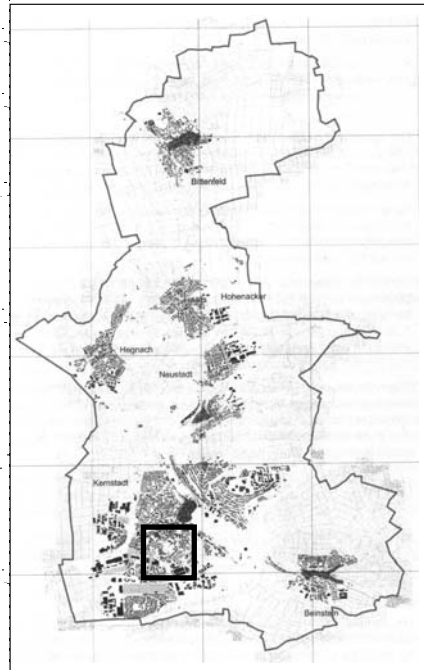 Bittenfeld
Hohenacker
Hegnach
Neustadt
Kernstadt
Beinstein